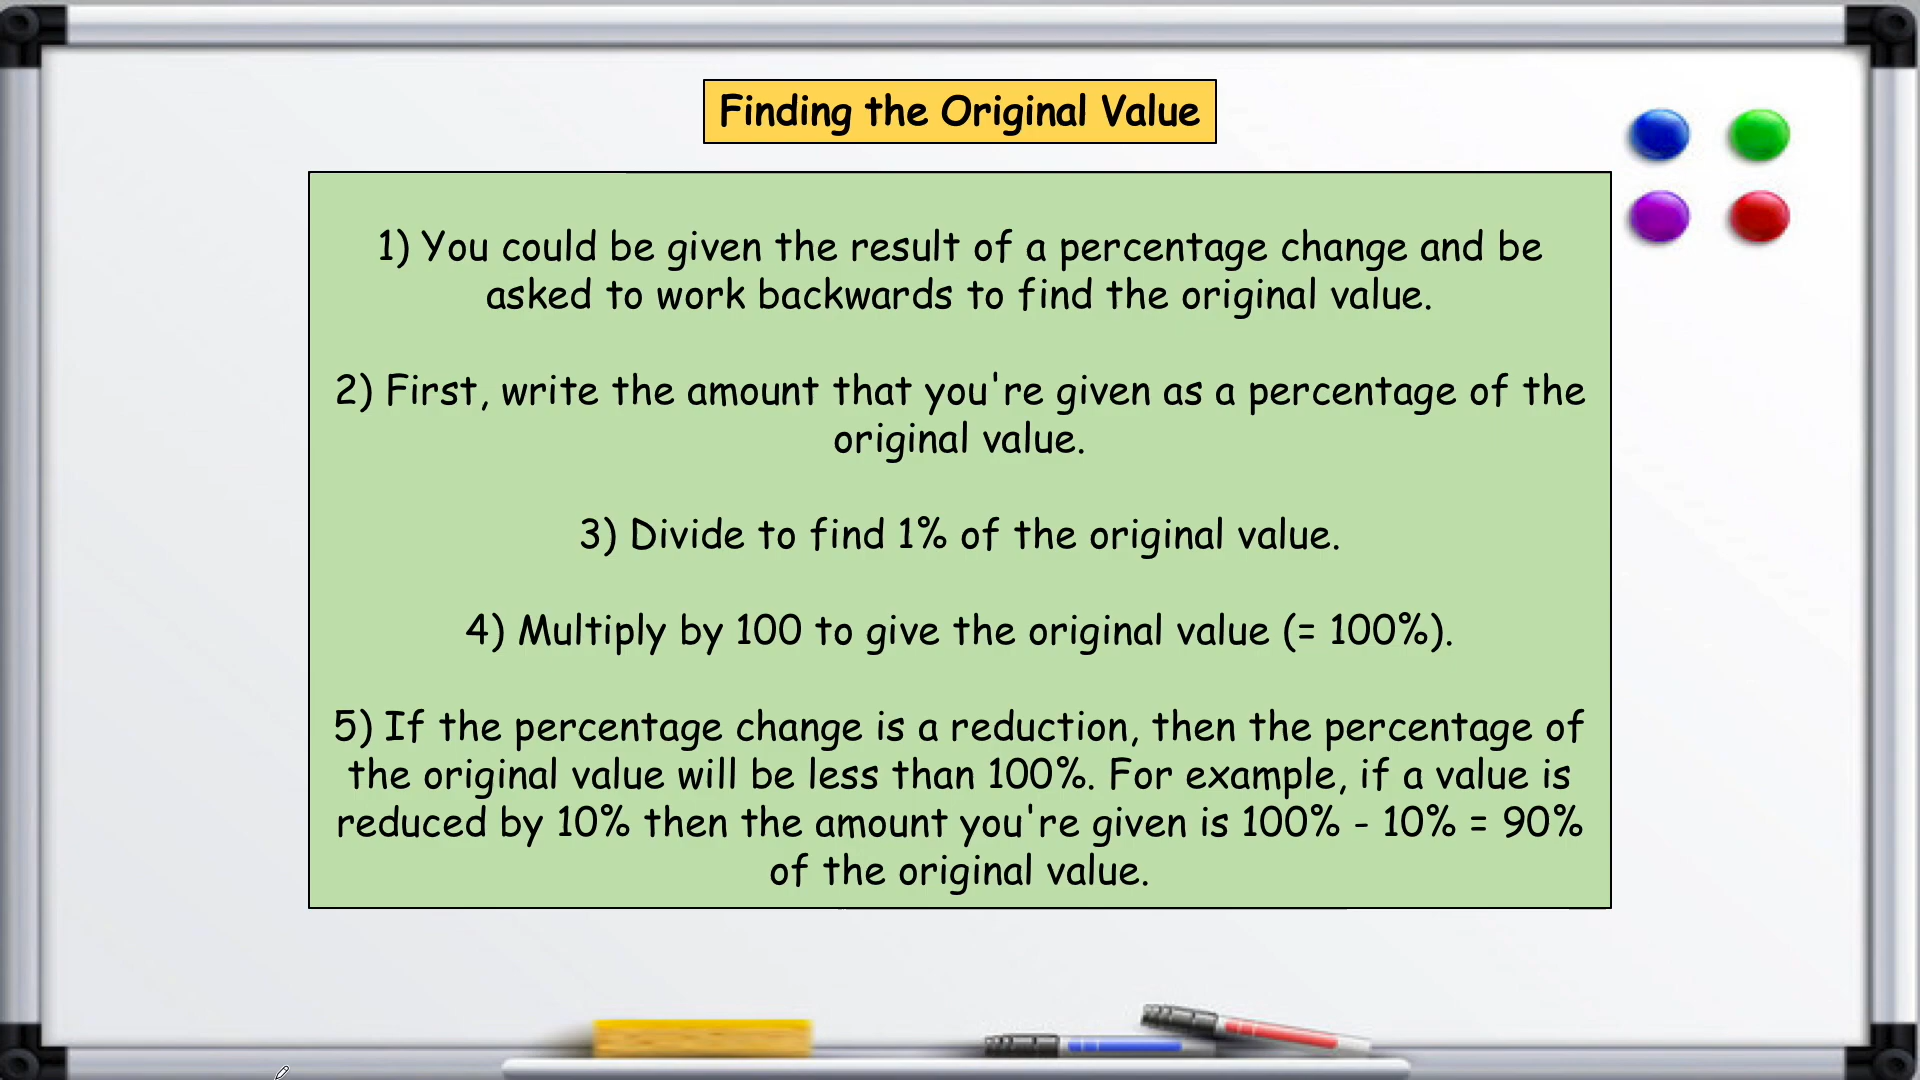 Finding the Original Value
1) You could be given the result of a percentage change and be
asked to work backwards to find the original value.
2) First, write the amount that you're given as a percentage of the
original value.
3) Divide to find 1% of the original value.
4) Multiply by 100 to give the original value (= 100%).
5) If the percentage change is a reduction, then the percentage of
the original value will be less than 100%. For example, if a value is
reduced by 10% then the amount you're given is 100% - 10% = 90%
of the original value.